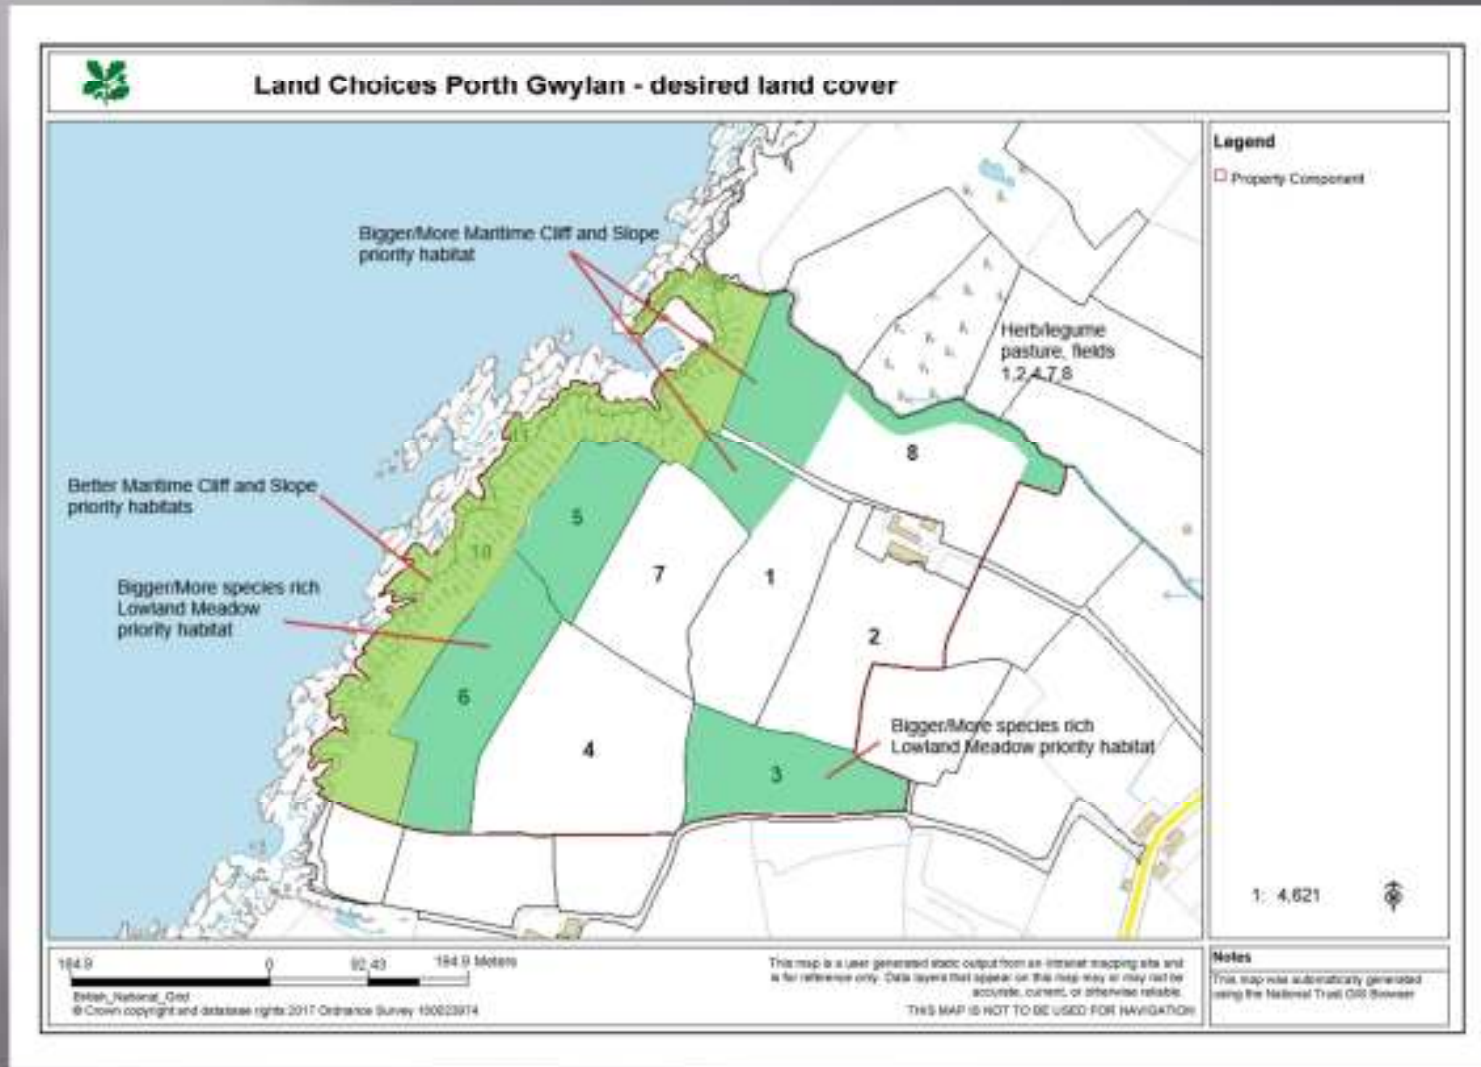 Land Choices Porth Gwylan - desired land cover
Legend
Property Component
Bigger/More Maritime Cliff and Slope
priority habitat
Herb/legume
pasture, fields
1,2,4,7,8
8
11
Better Maritime Cliff and Slope
priority habitats
5
10
7
1
Bigger/More species rich
Lowland Meadow
priority habitat
2
6
Bigger/More species rich
Lowland Meadow priority habitat
4
3
1: 4,621
184.9
0
92.43
184.9 Meters
British_National_Grid
© Crown copyright and database rights 2017 Ordnance Survey 100023974
This map is a user generated static output from an intranet mapping site and
is for reference only. Data layers that appear on this map may or may not be
accurate, current, or otherwise reliable.
THIS MAP IS NOT TO BE USED FOR NAVIGATION
Notes
This map was automatically generated
using the National Trust GIS Browser